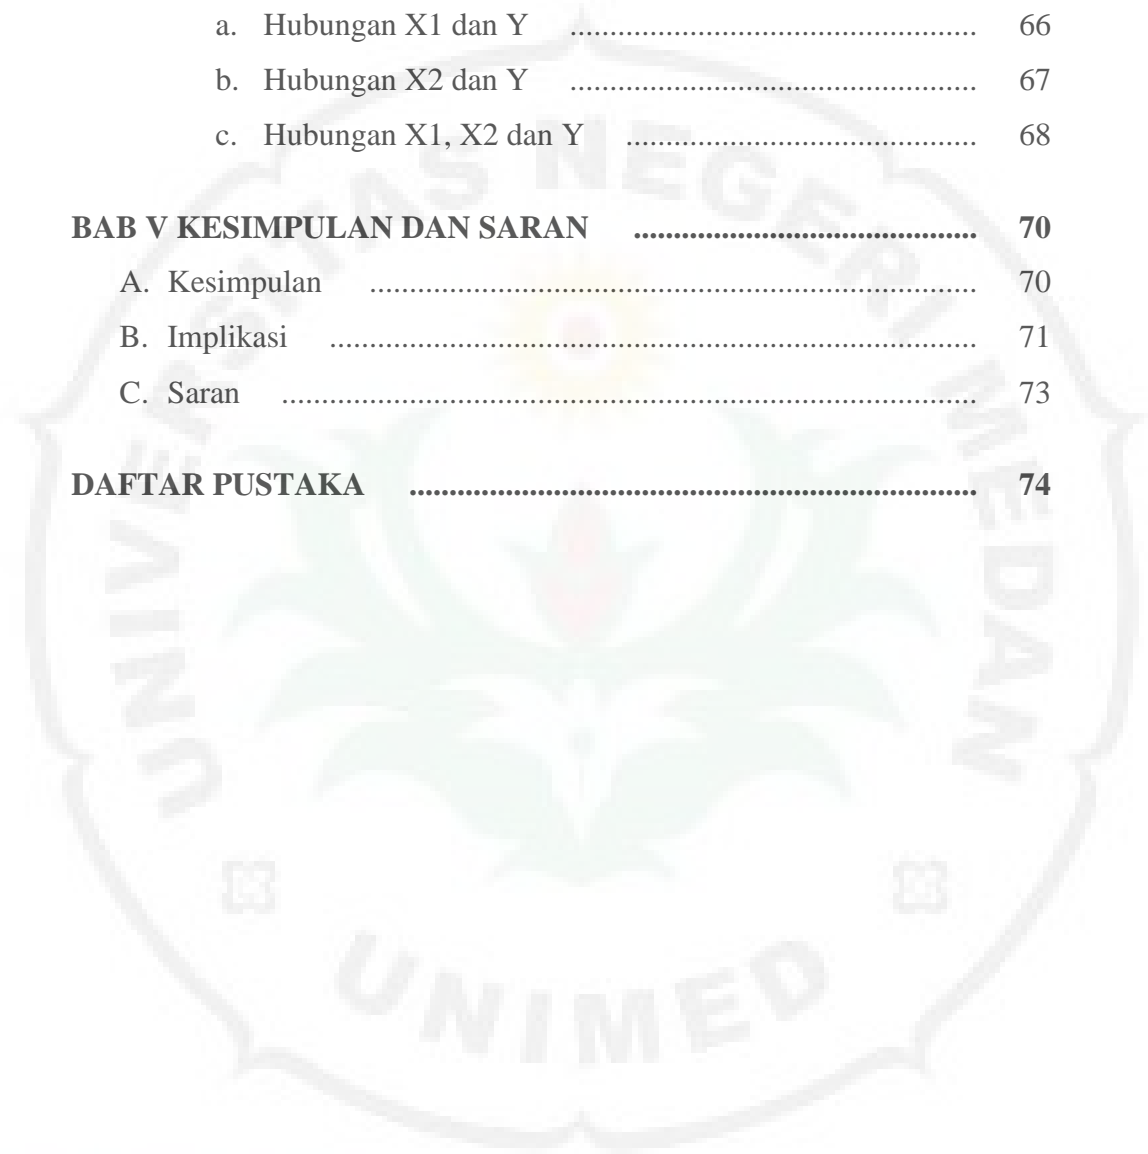 a. Hubungan X1 dan Y ............................................... 66
b. Hubungan X2 dan Y ............................................... 67
c. Hubungan X1, X2 dan Y ........................................ 68
BAB V KESIMPULAN DAN SARAN ........................................ 70
A. Kesimpulan ...................................................................... 70
B. Implikasi ........................................................................... 71
C. Saran ................................................................................ 73
DAFTAR PUSTAKA ................................................................. 74
UNIVERSITAS NEGERI MEDAN
UNIMED